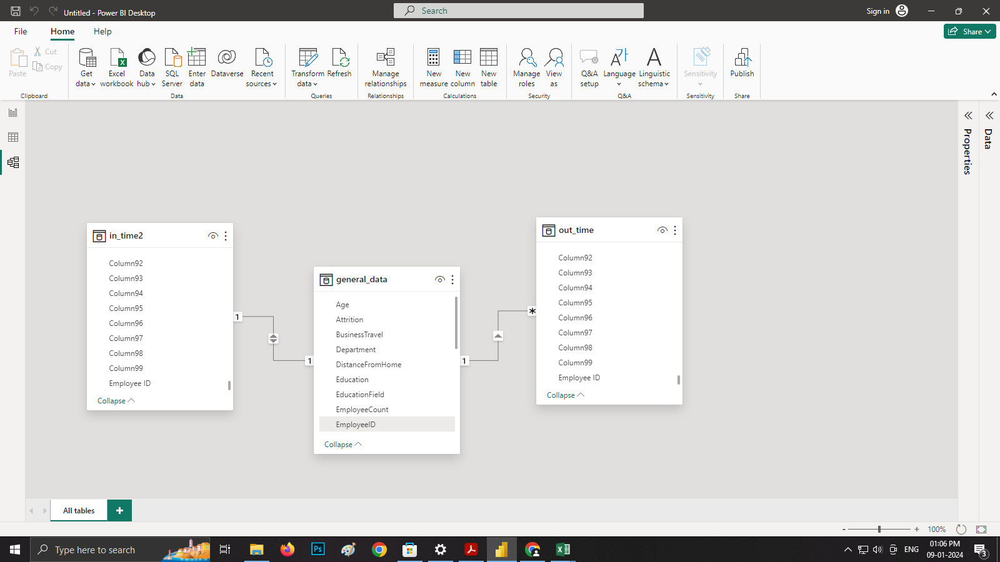 Untitled - Power BI Desktop
Search
Sign in
File
Home
Help
Share
Paste
Cut
Copy
Get data
Excel workbook
Data hub
SQL Server
Enter data
Dataverse
Recent sources
Transform data
Refresh
Manage relationships
New measure
New column
New table
Manage roles
View as
Q&A setup
Language
Linguistic schema
Sensitivity
Publish
Clipboard
Data
Queries
Relationships
Calculations
Security
Q&A
Sensitivity
Share
Properties
Data
in_time2
Column92
Column93
Column94
Column95
Column96
Column97
Column98
Column99
Employee ID
Collapse
1
1
general_data
Age
Attrition
BusinessTravel
Department
DistanceFromHome
Education
EducationField
EmployeeCount
EmployeeID
Collapse
1
*
out_time
Column92
Column93
Column94
Column95
Column96
Column97
Column98
Column99
Employee ID
Collapse
All tables
+
- + 100%
Type here to search
Ps
ENG
01:06 PM
09-01-2024
3